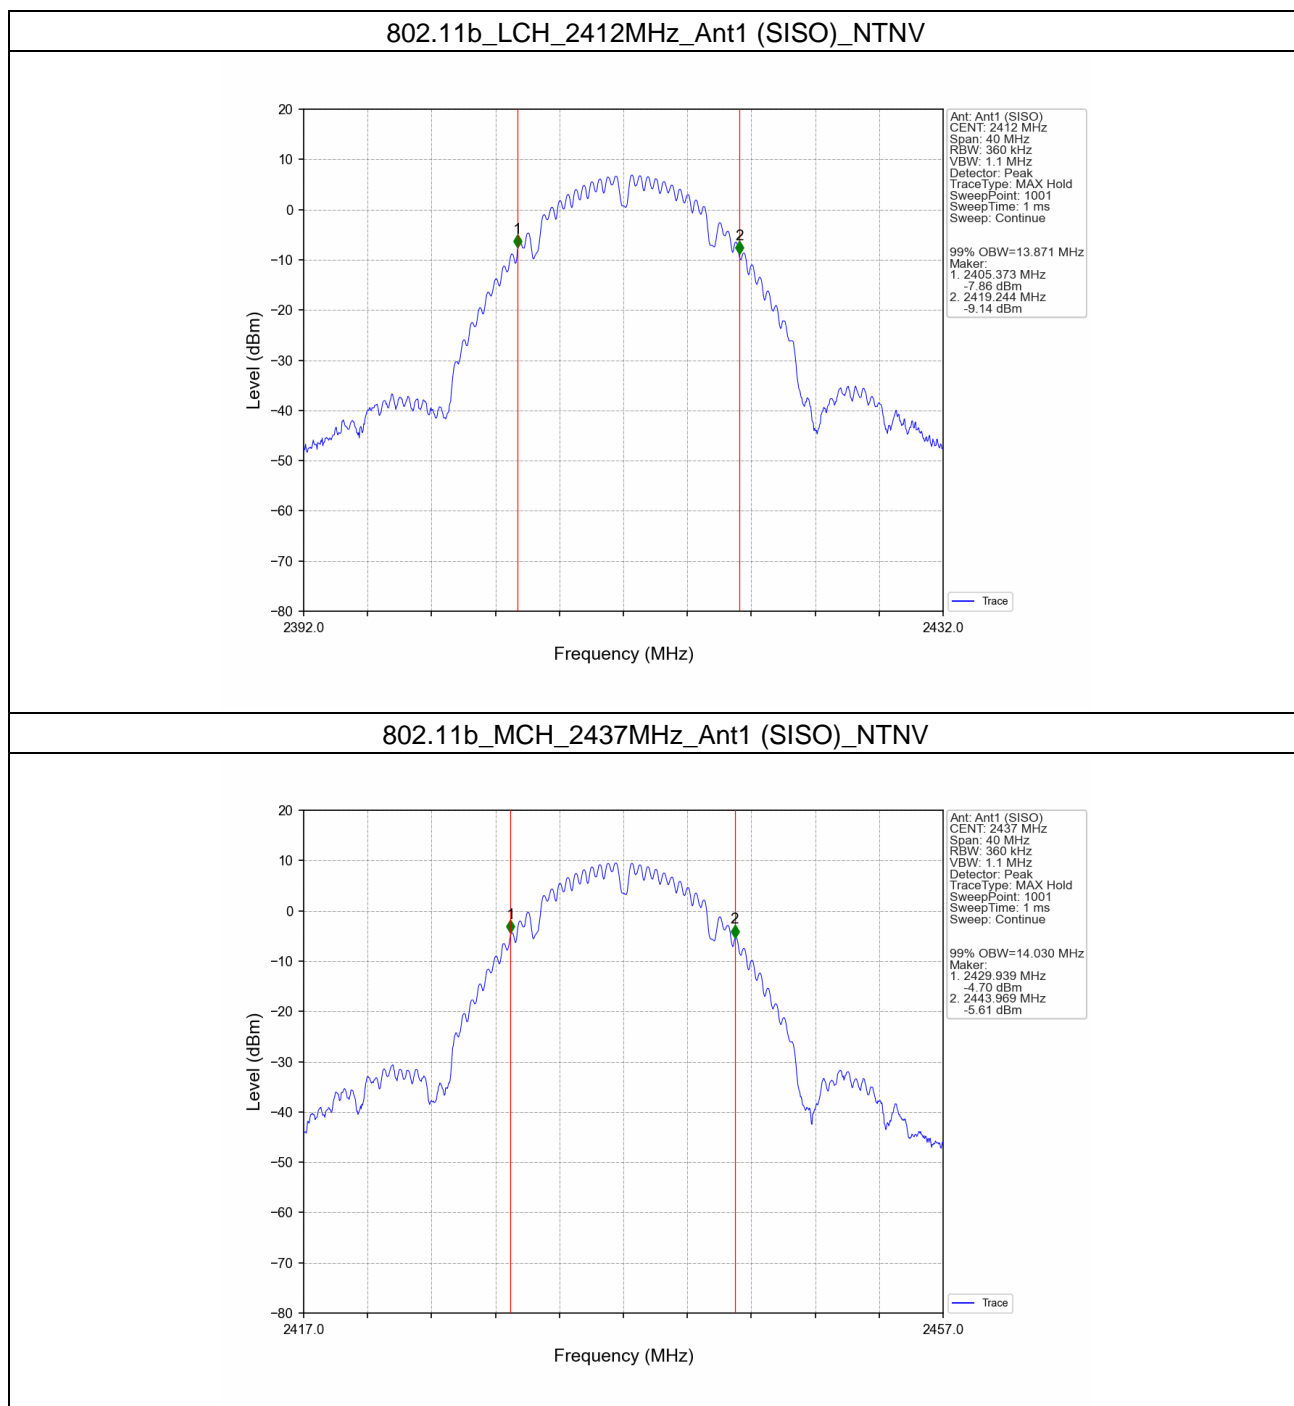 802.11b_LCH_2412MHz_Ant1 (SISO)_NTNV
20
10
0
−10
−20
−30
−40
−50
−60
−70
−80
Level (dBm)
1
2
2392.0
2432.0
Frequency (MHz)
Ant: Ant1 (SISO)
CENT: 2412 MHz
Span: 40 MHz
RBW: 360 kHz
VBW: 1.1 MHz
Detector: Peak
TraceType: MAX Hold
SweepPoint: 1001
SweepTime: 1 ms
Sweep: Continue
99% OBW=13.871 MHz
Maker:
1. 2405.373 MHz
-7.86 dBm
2. 2419.244 MHz
-9.14 dBm
Trace
802.11b_MCH_2437MHz_Ant1 (SISO)_NTNV
20
10
0
−10
−20
−30
−40
−50
−60
−70
−80
Level (dBm)
1
2
2417.0
2457.0
Frequency (MHz)
Ant: Ant1 (SISO)
CENT: 2437 MHz
Span: 40 MHz
RBW: 360 kHz
VBW: 1.1 MHz
Detector: Peak
TraceType: MAX Hold
SweepPoint: 1001
SweepTime: 1 ms
Sweep: Continue
99% OBW=14.030 MHz
Maker:
1. 2429.939 MHz
-4.70 dBm
2. 2443.969 MHz
-5.61 dBm
Trace